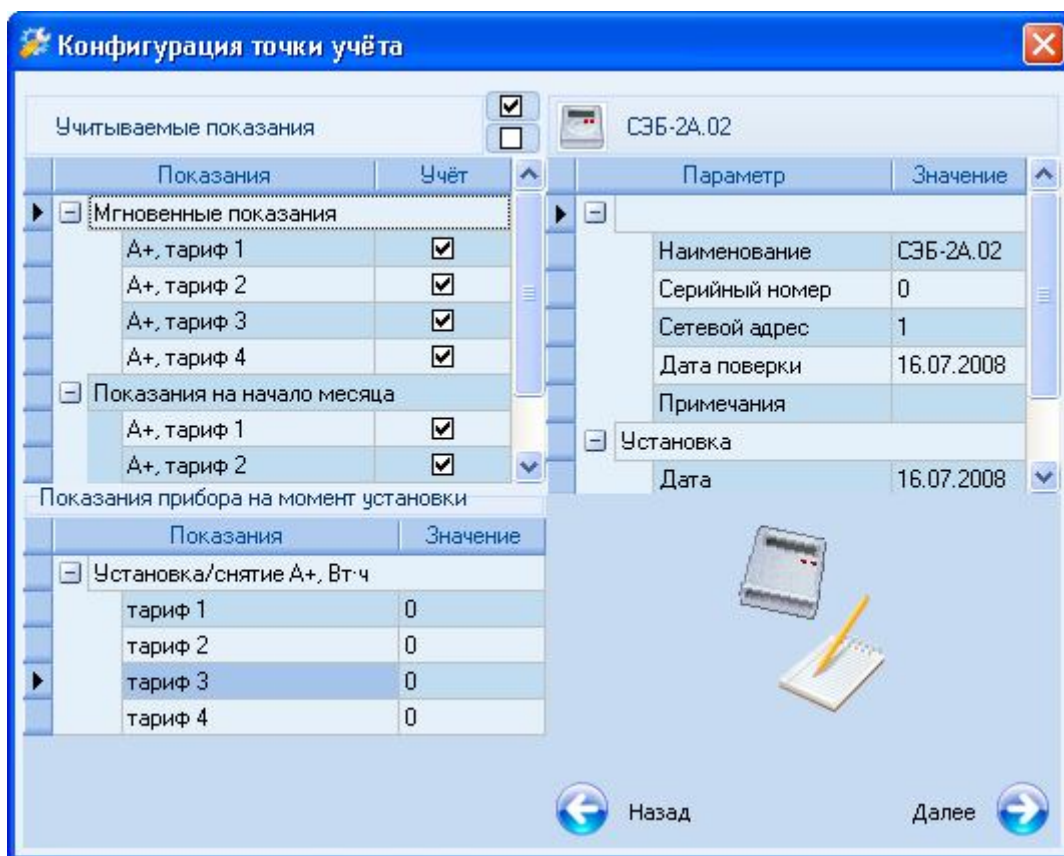 Конфигурация точки учёта
Учитываемые показания
Показания Учёт
Мгновенные показания
А+, тариф 1
А+, тариф 2
А+, тариф 3
А+, тариф 4
Показания на начало месяца
А+, тариф 1
А+, тариф 2
Показания прибора на момент установки
Показания Значение
Установка/снятие А+, Вт·ч
тариф 1 0
тариф 2 0
тариф 3 0
тариф 4 0
СЭБ-2А.02
Параметр Значение
Наименование СЭБ-2А.02
Серийный номер 0
Сетевой адрес 1
Дата поверки 16.07.2008
Примечания
Установка
Дата 16.07.2008
Назад Далее